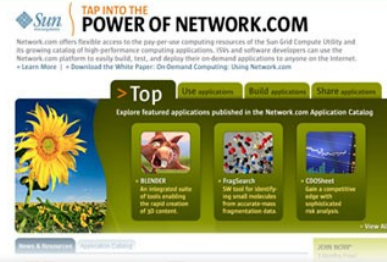 Sun
TAP INTO THE
POWER OF NETWORK.COM
Network.com offers flexible access to the pay-per-use computing resources of the Sun Grid Compute Utility and
its growing catalog of high-performance computing applications. ISVs and software developers can use the
Network.com platform to easily build, test, and deploy their on-demand applications to anyone on the Internet.
» Learn More | » Download the White Paper: On-Demand Computing: Using Network.com
> Top
Use applications
Build applications
Share applications
Explore featured applications published in the Network.com Application Catalog
» BLENDER
An integrated suite
of tools enabling
the rapid creation
of 3D content.
» FragSearch
SW tool for identify-
ing small molecules
from accurate-mass
fragmentation data.
» CDOSheet
Gain a competitive
edge with
sophisticated
risk analysis.
» View Al
News & Resources
Application Catalog
JOIN NOW